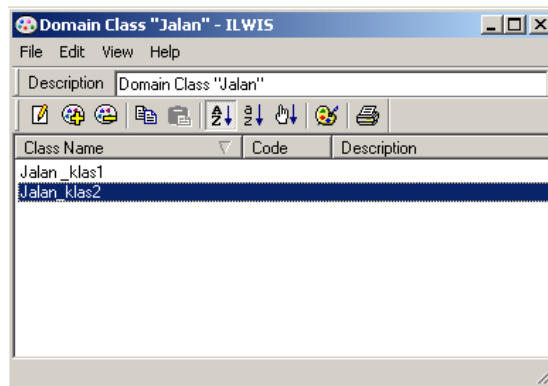 Domain Class "Jalan" - ILWIS
File Edit View Help
Description Domain Class "Jalan"
Class Name Code Description
Jalan _klas1
Jalan_klas2